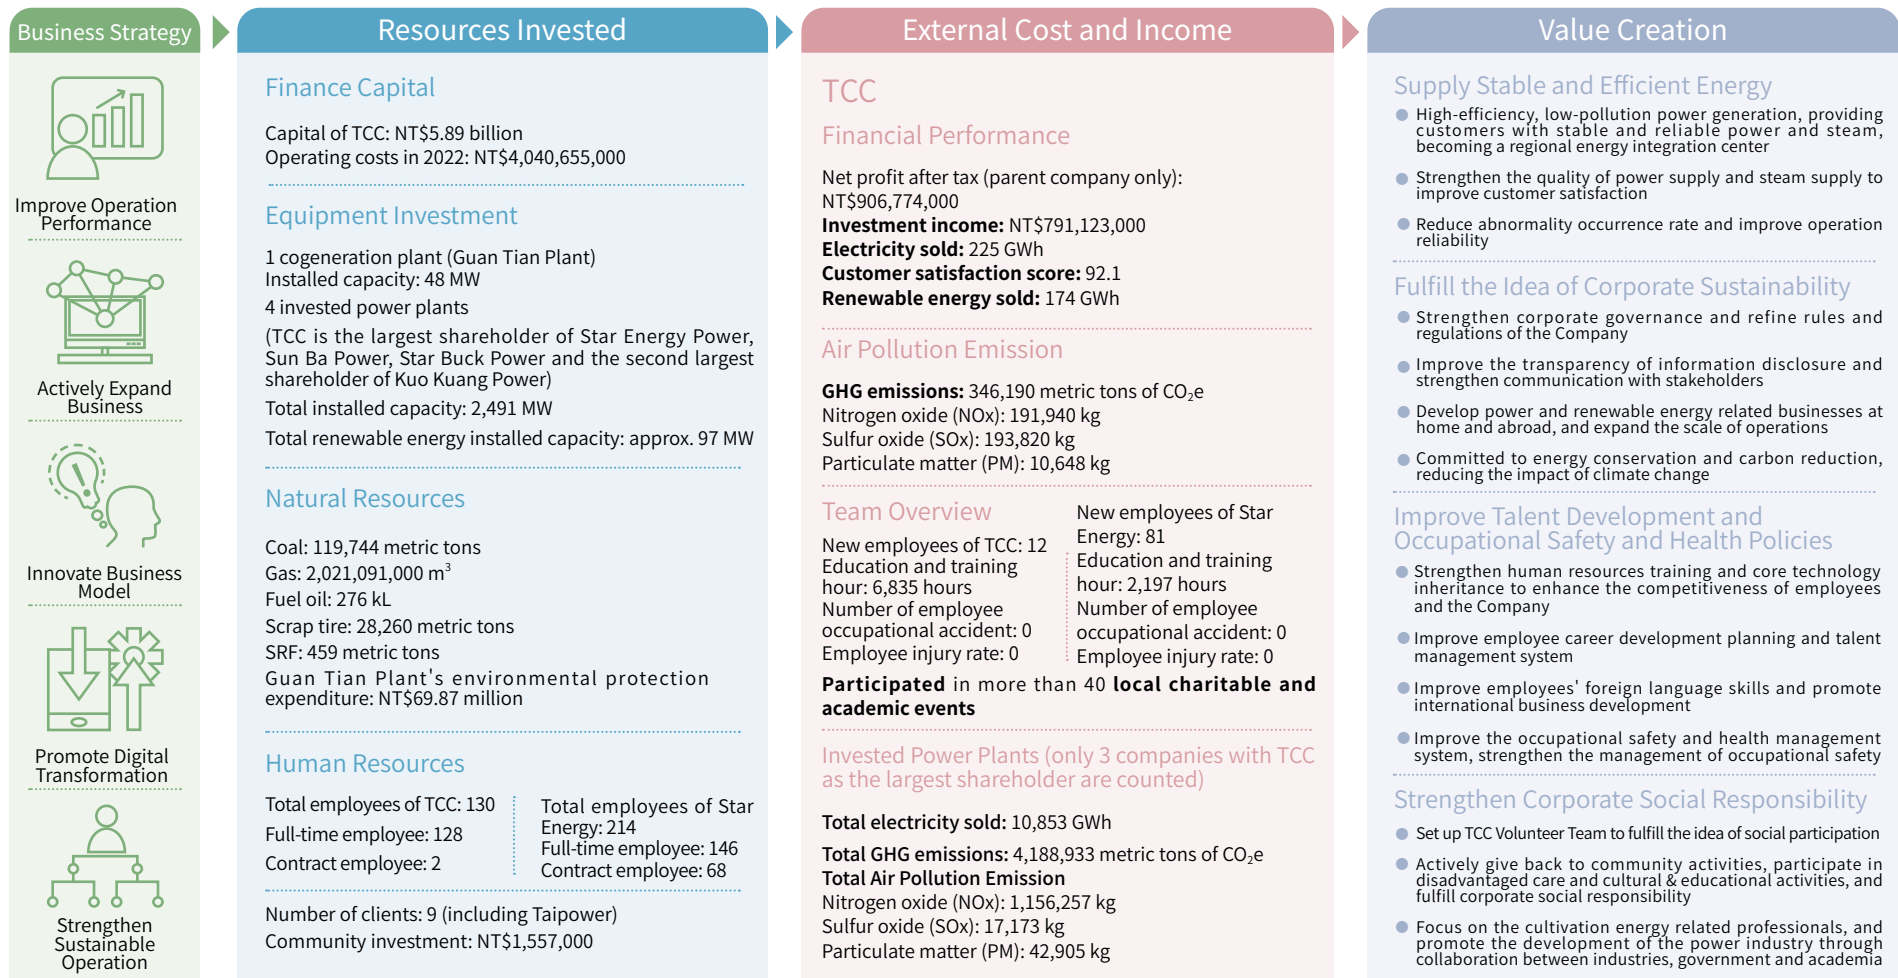 Business Strategy
Improve Operation
Performance
Actively Expand
Business
Innovate Business
Model
Promote Digital
Transformation
Strengthen
Sustainable
Operation
Resources Invested
Finance Capital
Capital of TCC: NT$5.89 billion
Operating costs in 2022: NT$4,040,655,000
Equipment Investment
1 cogeneration plant (Guan Tian Plant)
Installed capacity: 48 MW
4 invested power plants
(TCC is the largest shareholder of Star Energy Power,
Sun Ba Power, Star Buck Power and the second largest
shareholder of Kuo Kuang Power)
Total installed capacity: 2,491 MW
Total renewable energy installed capacity: approx. 97 MW
Natural Resources
Coal: 119,744 metric tons
Gas: 2,021,091,000 m³
Fuel oil: 276 kL
Scrap tire: 28,260 metric tons
SRF: 459 metric tons
Guan Tian Plant's environmental protection
expenditure: NT$69.87 million
Human Resources
Total employees of TCC: 130
Full-time employee: 128
Contract employee: 2
Total employees of Star
Energy: 214
Full-time employee: 146
Contract employee: 68
Number of clients: 9 (including Taipower)
Community investment: NT$1,557,000
External Cost and Income
TCC
Financial Performance
Net profit after tax (parent company only):
NT$906,774,000
Investment income: NT$791,123,000
Electricity sold: 225 GWh
Customer satisfaction score: 92.1
Renewable energy sold: 174 GWh
Air Pollution Emission
GHG emissions: 346,190 metric tons of CO₂e
Nitrogen oxide (NOx): 191,940 kg
Sulfur oxide (SOx): 193,820 kg
Particulate matter (PM): 10,648 kg
Team Overview
New employees of TCC: 12
Education and training
hour: 6,835 hours
Number of employee
occupational accident: 0
Employee injury rate: 0
New employees of Star
Energy: 81
Education and training
hour: 2,197 hours
Number of employee
occupational accident: 0
Employee injury rate: 0
Participated in more than 40 local charitable and
academic events
Invested Power Plants (only 3 companies with TCC
as the largest shareholder are counted)
Total electricity sold: 10,853 GWh
Total GHG emissions: 4,188,933 metric tons of CO₂e
Total Air Pollution Emission
Nitrogen oxide (NOx): 1,156,257 kg
Sulfur oxide (SOx): 17,173 kg
Particulate matter (PM): 42,905 kg
Value Creation
Supply Stable and Efficient Energy
● High-efficiency, low-pollution power generation, providing
customers with stable and reliable power and steam,
becoming a regional energy integration center
● Strengthen the quality of power supply and steam supply to
improve customer satisfaction
● Reduce abnormality occurrence rate and improve operation
reliability
Fulfill the Idea of Corporate Sustainability
● Strengthen corporate governance and refine rules and
regulations of the Company
● Improve the transparency of information disclosure and
strengthen communication with stakeholders
● Develop power and renewable energy related businesses at
home and abroad, and expand the scale of operations
● Committed to energy conservation and carbon reduction,
reducing the impact of climate change
Improve Talent Development and
Occupational Safety and Health Policies
● Strengthen human resources training and core technology
inheritance to enhance the competitiveness of employees
and the Company
● Improve employee career development planning and talent
management system
● Improve employees' foreign language skills and promote
international business development
● Improve the occupational safety and health management
system, strengthen the management of occupational safety
Strengthen Corporate Social Responsibility
● Set up TCC Volunteer Team to fulfill the idea of social participation
● Actively give back to community activities, participate in
disadvantaged care and cultural & educational activities, and
fulfill corporate social responsibility
● Focus on the cultivation energy related professionals, and
promote the development of the power industry through
collaboration between industries, government and academia